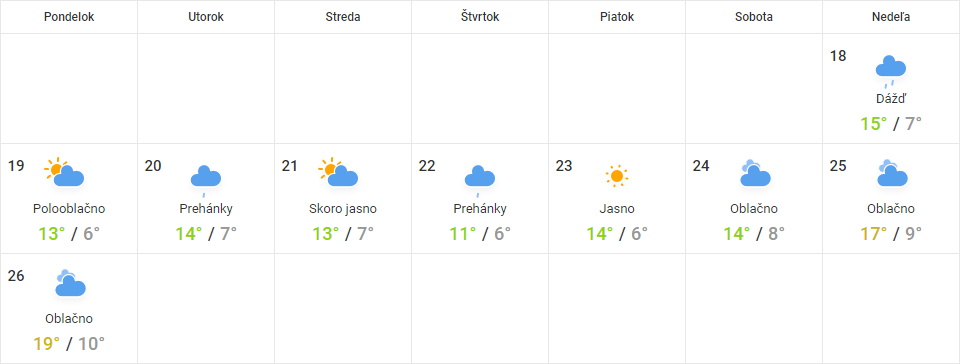 Pondelok Utorok Streda Štvrtok Piatok Sobota Nedeľa
18
Dážď
15° / 7°
19 20 21 22 23 24 25
Polooblačno Prehánky Skoro jasno Prehánky Jasno Oblačno Oblačno
13° / 6° 14° / 7° 13° / 7° 11° / 6° 14° / 6° 14° / 8° 17° / 9°
26
Oblačno
19° / 10°